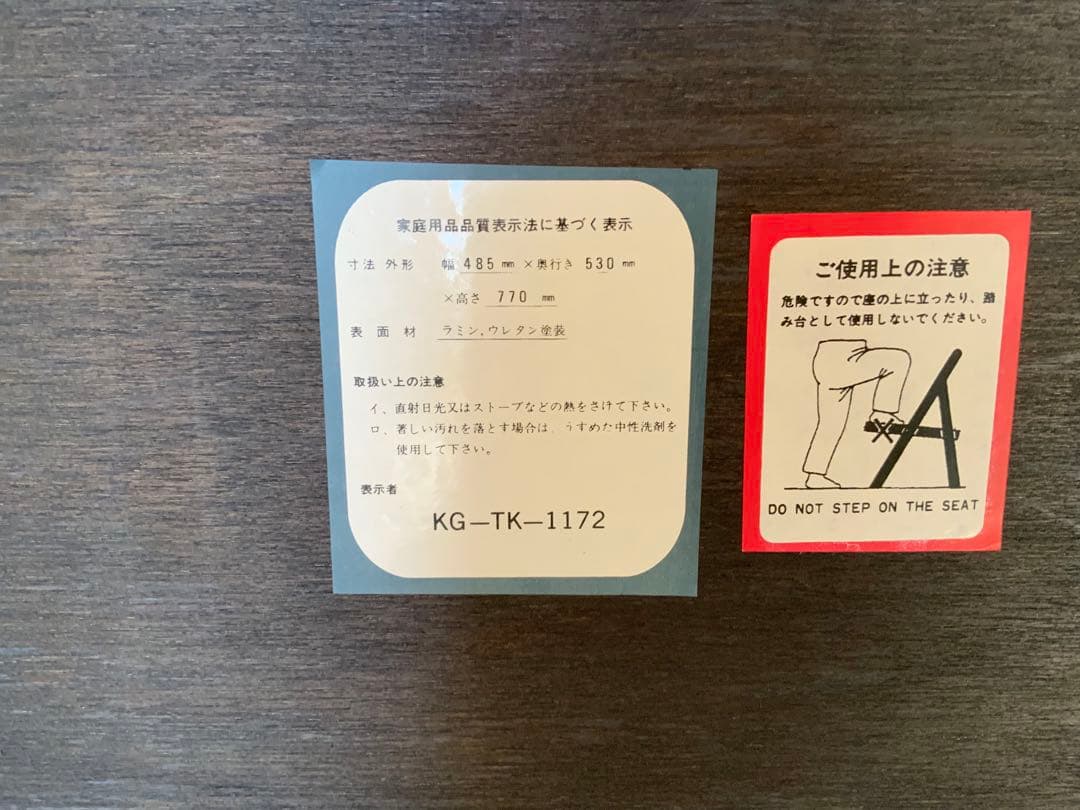 家庭用品品質表示法に基づく表示
寸法 外形 幅 485 mm ×奥行き 530 mm
×高さ 770 mm
表面材 ラミン,ウレタン塗装
取扱い上の注意
イ、直射日光又はストーブなどの熱をさけて下さい。
ロ、著しい汚れを落とす場合は、うすめた中性洗剤を
使用して下さい。
表示者
KG—TK—1172
ご使用上の注意
危険ですので座の上に立ったり、踏
み台として使用しないでください。
DO NOT STEP ON THE SEAT